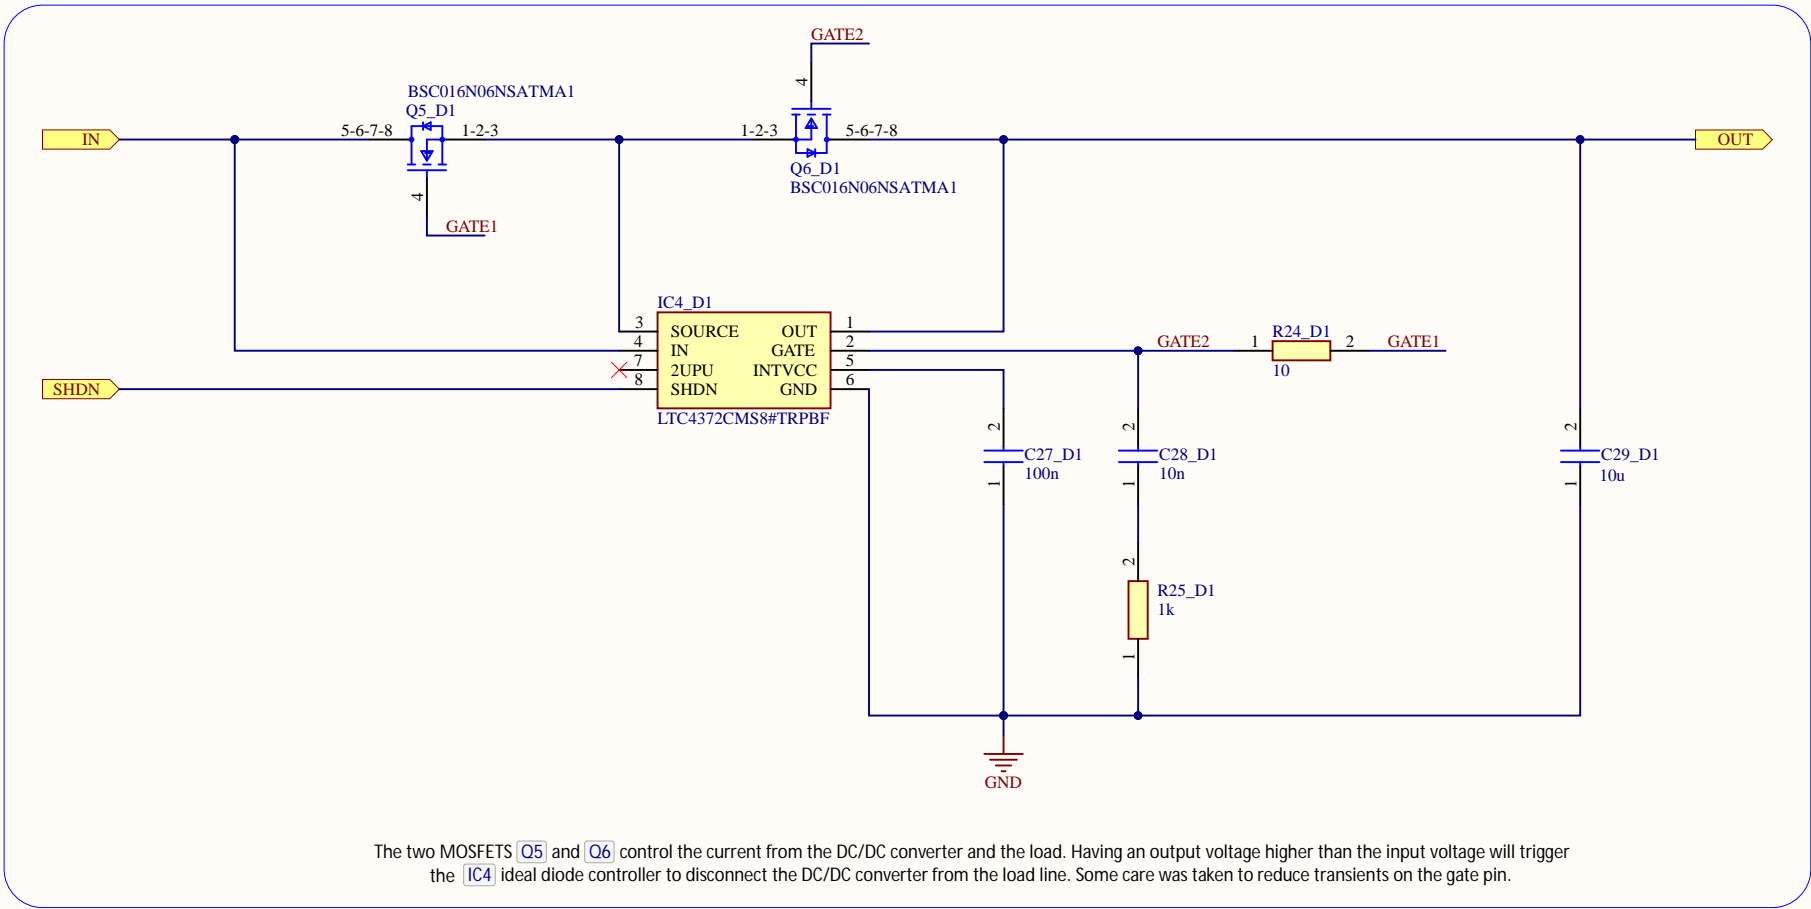 GATE2
4
BSC016N06NSATMA1
Q5_D1
IN
5-6-7-8
1-2-3
1-2-3
5-6-7-8
OUT
Q6_D1
BSC016N06NSATMA1
4
GATE1
IC4_D1
3 SOURCE OUT 1
4 IN GATE 2
7 2UPU INTVCC 5
8 SHDN GND 6
SHDN
LTC4372CMS8#TRPBF
GATE2
1
R24_D1
2
GATE1
10
2
C27_D1
100n
1
2
C28_D1
10n
1
2
C29_D1
10u
1
2
R25_D1
1k
1
GND
The two MOSFETS Q5 and Q6 control the current from the DC/DC converter and the load. Having an output voltage higher than the input voltage will trigger
the IC4 ideal diode controller to disconnect the DC/DC converter from the load line. Some care was taken to reduce transients on the gate pin.